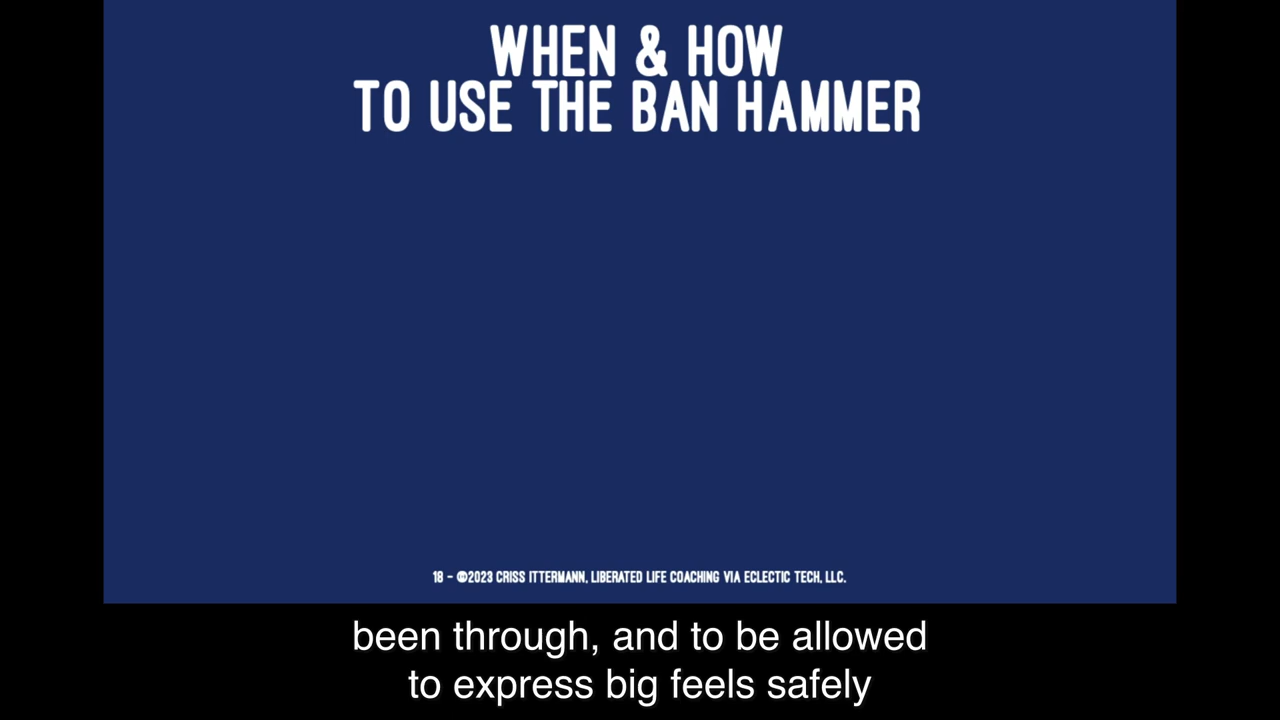 WHEN & HOW
TO USE THE BAN HAMMER
18 - ©2023 CRISS ITTERMANN, LIBERATED LIFE COACHING VIA ECLECTIC TECH, LLC.
been through, and to be allowed
to express big feels safely